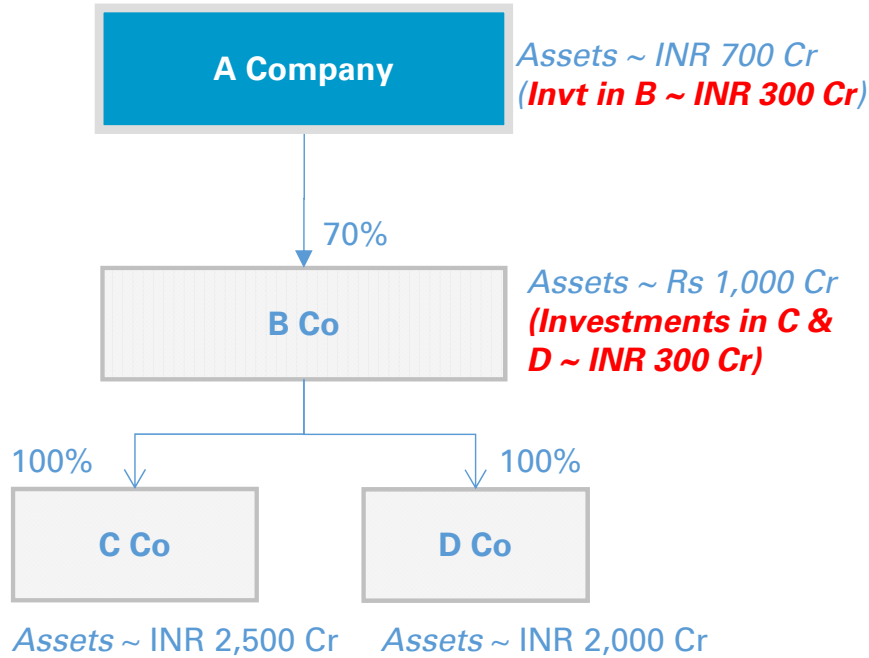 A Company
Assets ~ INR 700 Cr
(Invt in B ~ INR 300 Cr)
70%
B Co
Assets ~ Rs 1,000 Cr
(Investments in C &
D ~ INR 300 Cr)
100%
100%
C Co
D Co
Assets ~ INR 2,500 Cr
Assets ~ INR 2,000 Cr